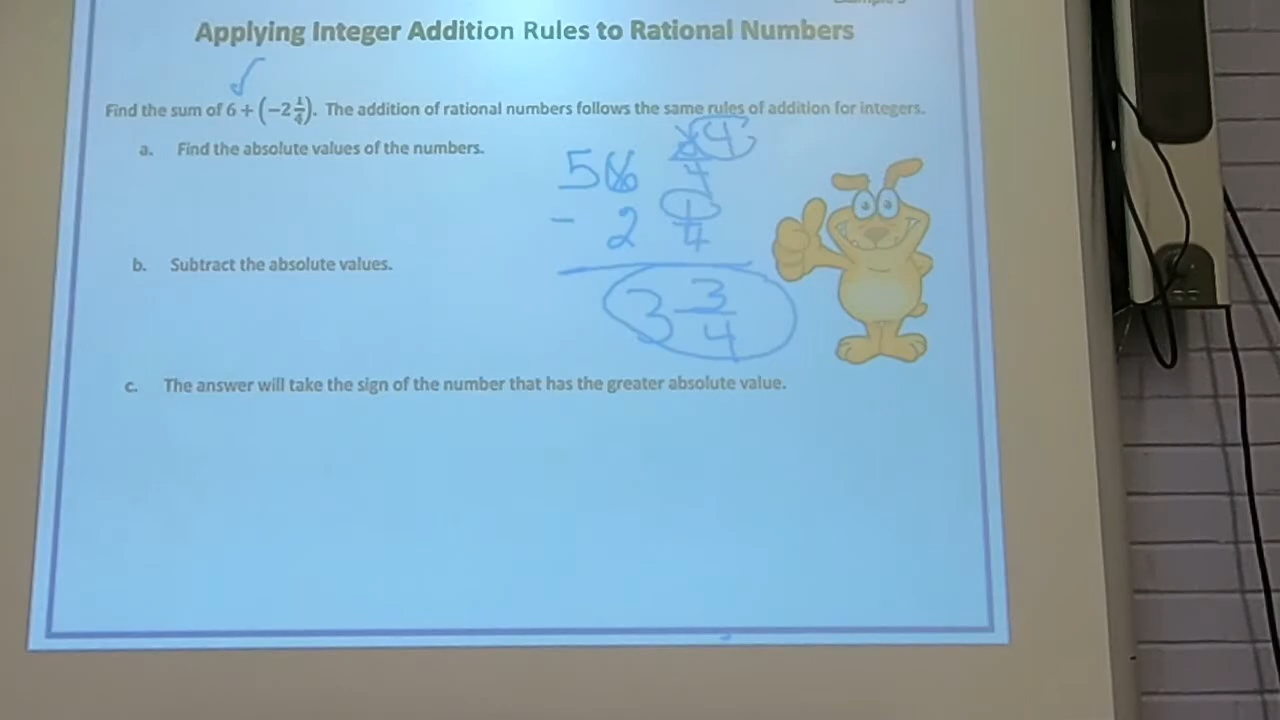 Applying Integer Addition Rules to Rational Numbers
Find the sum of 6 + (−2 1/4). The addition of rational numbers follows the same rules of addition for integers.
a. Find the absolute values of the numbers.
5 6 4/4
− 2 1/4
3 3/4
b. Subtract the absolute values.
c. The answer will take the sign of the number that has the greater absolute value.